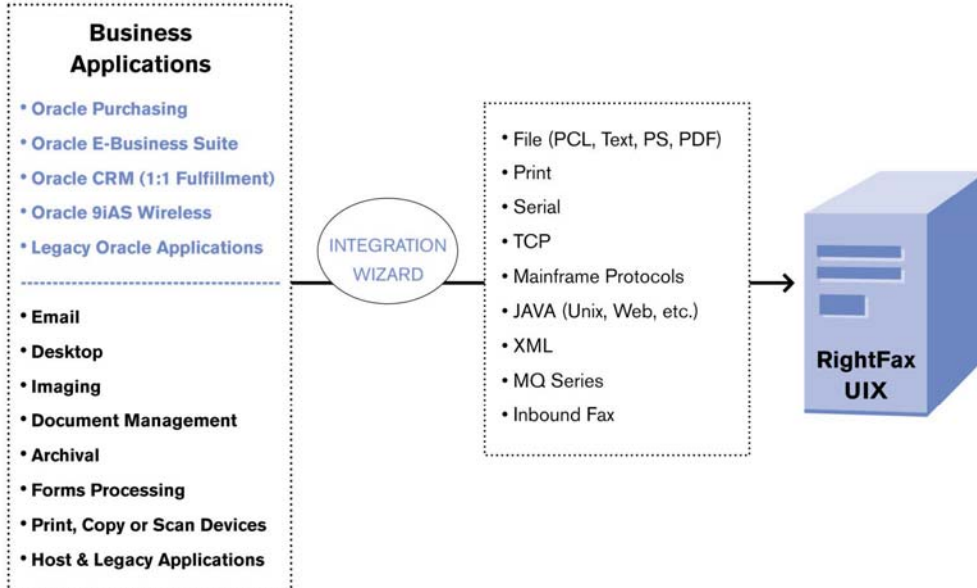 Business
Applications
• Oracle Purchasing
• Oracle E-Business Suite
• Oracle CRM (1:1 Fulfillment)
• Oracle 9iAS Wireless
• Legacy Oracle Applications
• Email
• Desktop
• Imaging
• Document Management
• Archival
• Forms Processing
• Print, Copy or Scan Devices
• Host & Legacy Applications
INTEGRATION
WIZARD
• File (PCL, Text, PS, PDF)
• Print
• Serial
• TCP
• Mainframe Protocols
• JAVA (Unix, Web, etc.)
• XML
• MQ Series
• Inbound Fax
RightFax
UIX